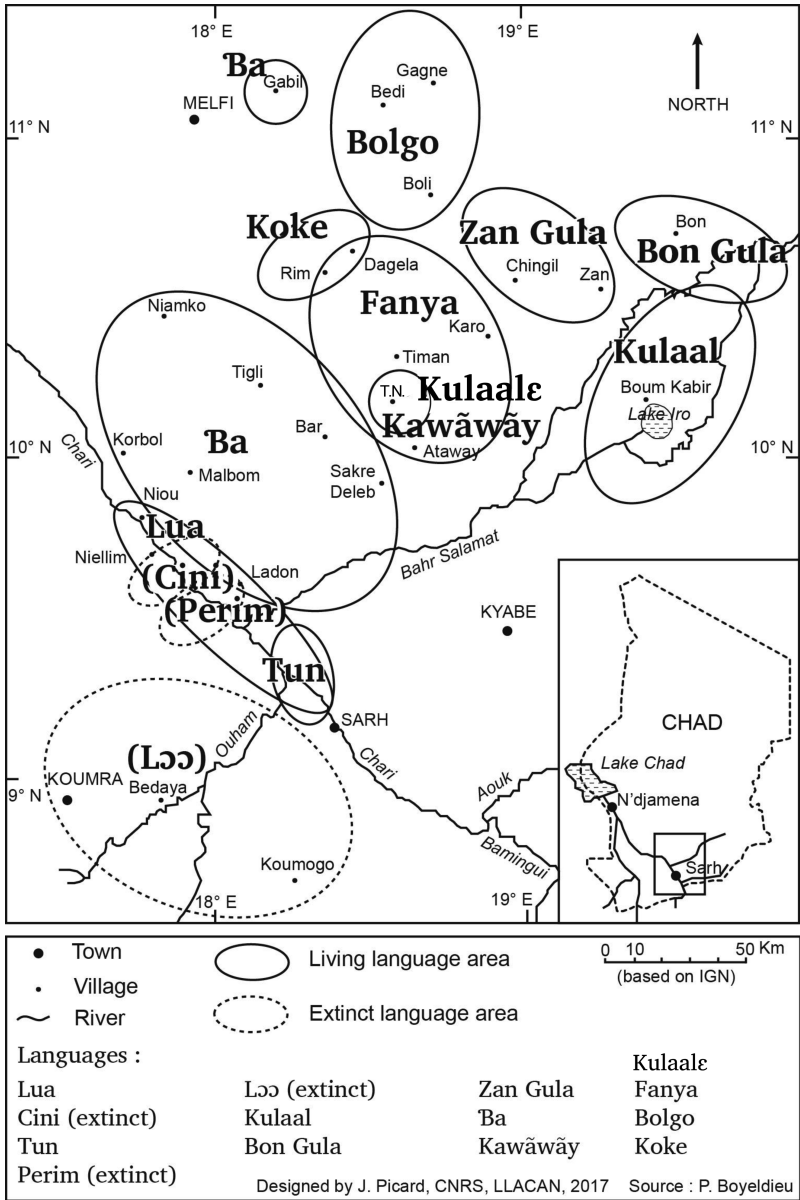 18° E
19° E
Ɓa
Gabil
MELFI
Gagne
Bedi
Bolgo
Boli
NORTH
11° N
11° N
Koke
Rim
Dagela
Zan Gula
Chingil
Zan
Bon
Bon Gula
Fanya
Karo
Timan
T.N.
Kulaalɛ
Kawãwãy
Ataway
Kulaal
Boum Kabir
Lake Iro
Niamko
Tigli
Bar
Ɓa
Korbol
Malbom
Sakre
Deleb
Chari
10° N
10° N
Niou
Lua
Niellim
(Cini)
Ladon
(Perim)
Bahr Salamat
KYABE
Tun
SARH
Ouham
Chari
(Lɔɔ)
KOUMRA
Bedaya
9° N
Koumogo
Aouk
Bamingui
18° E
19° E
CHAD
Lake Chad
N'djamena
Sarh
Town
Village
River
Living language area
Extinct language area
0 10 50 Km
(based on IGN)
Languages :
Lua
Cini (extinct)
Tun
Perim (extinct)
Lɔɔ (extinct)
Kulaal
Bon Gula
Zan Gula
Ɓa
Kawãwãy
Kulaalɛ
Fanya
Bolgo
Koke
Designed by J. Picard, CNRS, LLACAN, 2017 Source : P. Boyeldieu